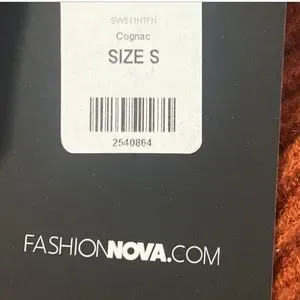 SW511HTFN
Cognac
SIZE S
2540864
FASHIONNOVA.COM